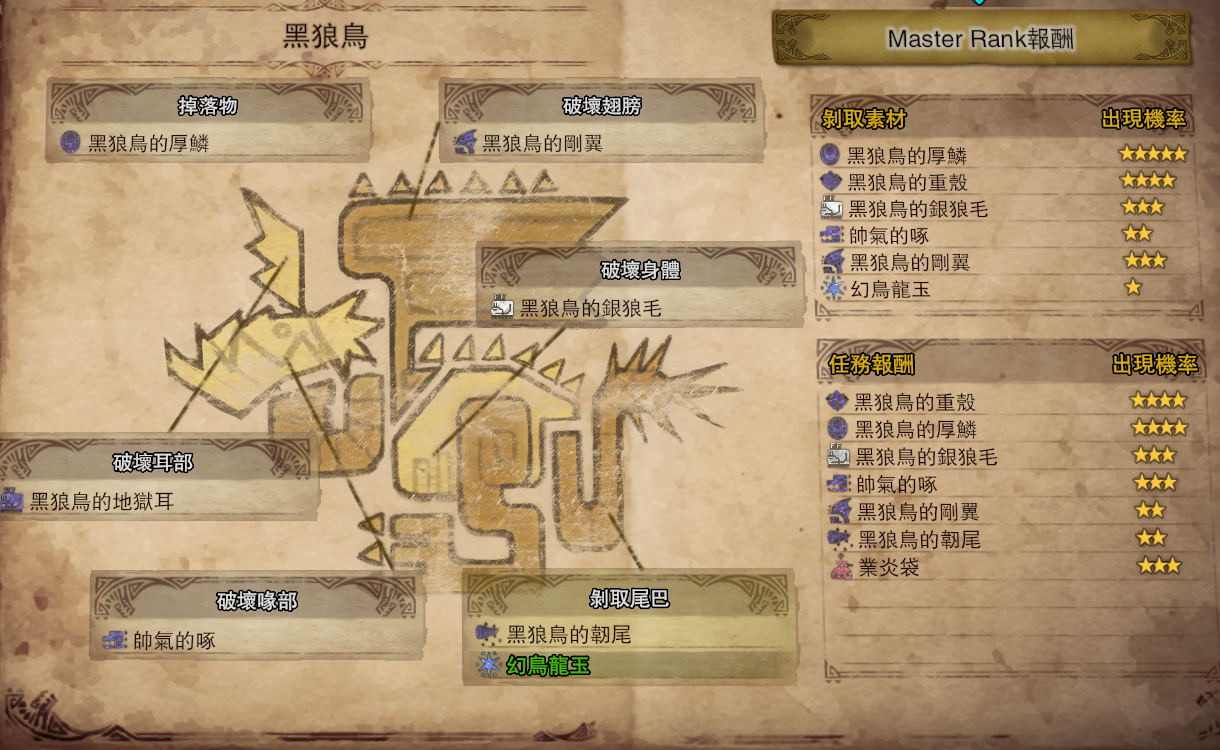 黑狼鳥
掉落物
黑狼鳥的厚鱗
破壞翅膀
黑狼鳥的剛翼
破壞身體
黑狼鳥的銀狼毛
破壞耳部
黑狼鳥的地獄耳
破壞喙部
帥氣的啄
剝取尾巴
黑狼鳥的韌尾
幻鳥龍玉
Master Rank報酬
剝取素材 出現機率
黑狼鳥的厚鱗
黑狼鳥的重殼
黑狼鳥的銀狼毛
帥氣的啄
黑狼鳥的剛翼
幻鳥龍玉
任務報酬 出現機率
黑狼鳥的重殼
黑狼鳥的厚鱗
黑狼鳥的銀狼毛
帥氣的啄
黑狼鳥的剛翼
黑狼鳥的韌尾
業炎袋